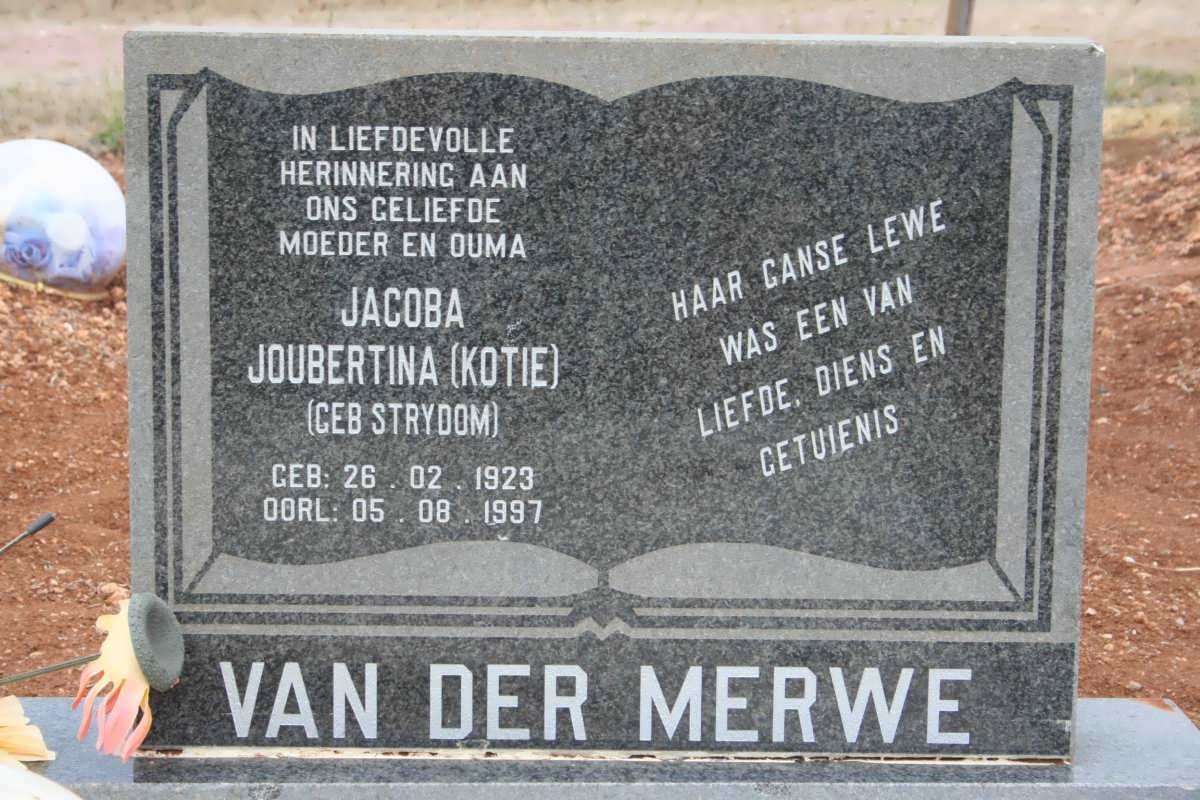 IN LIEFDEVOLLE
HERINNERING AAN
ONS GELIEFDE
MOEDER EN OUMA
JACOBA
JOUBERTINA (KOTIE)
(GEB STRYDOM)
GEB: 26 . 02 . 1923
OORL: 05 . 08 . 1997
HAAR GANSE LEWE
WAS EEN VAN
LIEFDE, DIENS EN
GETUIENIS
VAN DER MERWE